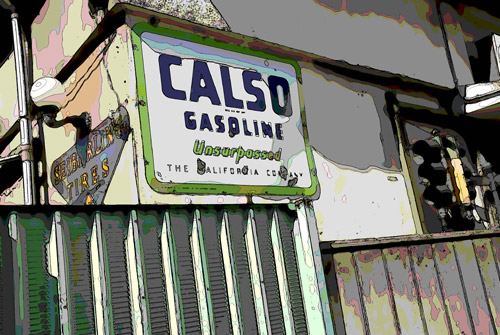 CALSO
GASOLINE
Unsurpassed
THE CALIFORNIA COMPANY
TIRES